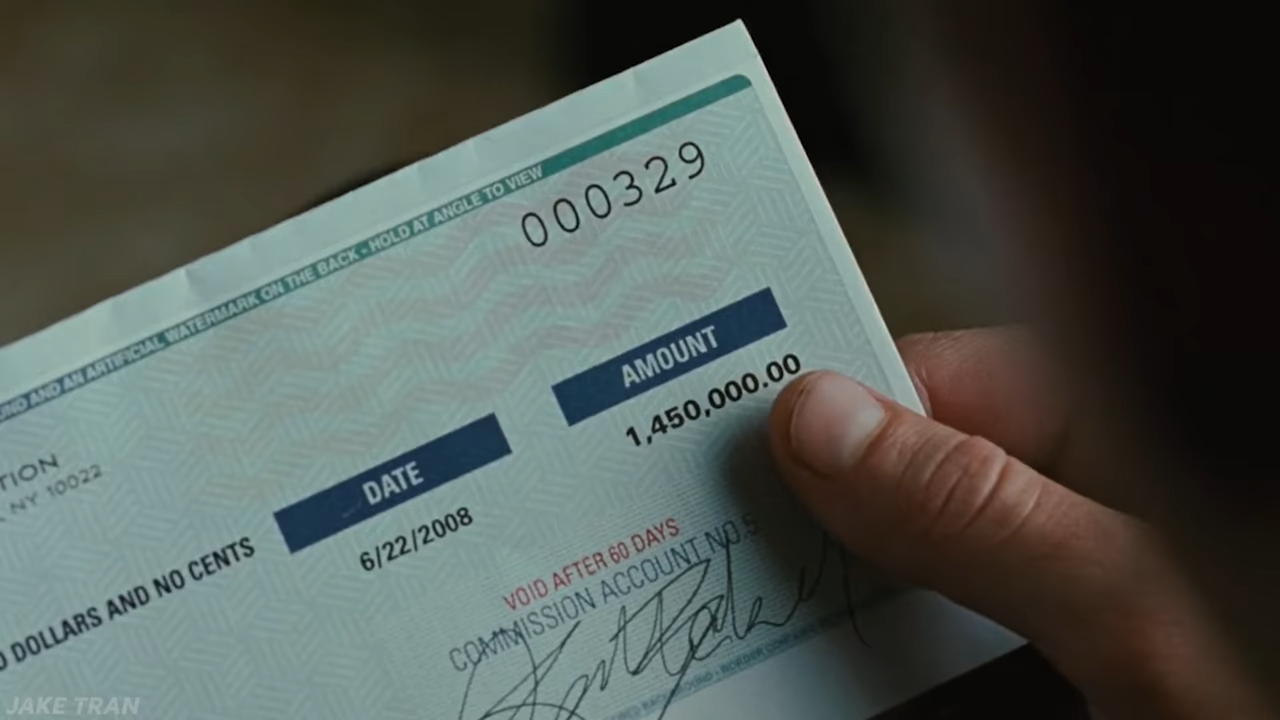 UND AND AN ARTIFICIAL WATERMARK ON THE BACK - HOLD AT ANGLE TO VIEW
000329
AMOUNT
1,450,000.00
TION
NY 10022
DATE
6/22/2008
DOLLARS AND NO CENTS
VOID AFTER 60 DAYS
COMMISSION ACCOUNT NO.5
JAKE TRAN